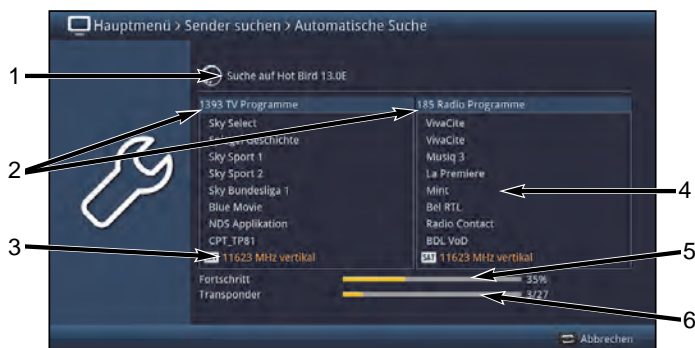 Hauptmenü > Sender suchen > Automatische Suche
1
Suche auf Hot Bird 13.0E
2
1393 TV Programme
Sky Select
Spiegel Geschichte
Sky Sport 1
Sky Sport 2
Sky Bundesliga 1
Blue Movie
NDS Applikation
CPT_TP81
SAT 11623 MHz vertikal
185 Radio Programme
VivaCite
VivaCite
Musiq 3
La Premiere
Mint
Bel RTL
Radio Contact
BDL VoD
SAT 11623 MHz vertikal
3
4
Fortschritt 35%
5
Transponder 3/27
6
Abbrechen